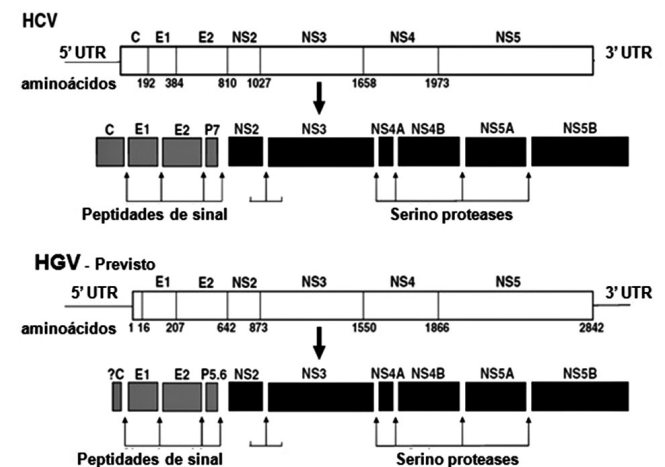 HCV
C E1 E2 NS2 NS3 NS4 NS5
5' UTR 3' UTR
aminoácidos 192 384 810 1027 1658 1973
C E1 E2 P7 NS2 NS3 NS4A NS4B NS5A NS5B
Peptidades de sinal Serino proteases
HGV - Previsto
E1 E2 NS2 NS3 NS4 NS5
5' UTR 3' UTR
aminoácidos 1 16 207 642 873 1550 1866 2842
?C E1 E2 P5.6 NS2 NS3 NS4A NS4B NS5A NS5B
Peptidades de sinal Serino proteases